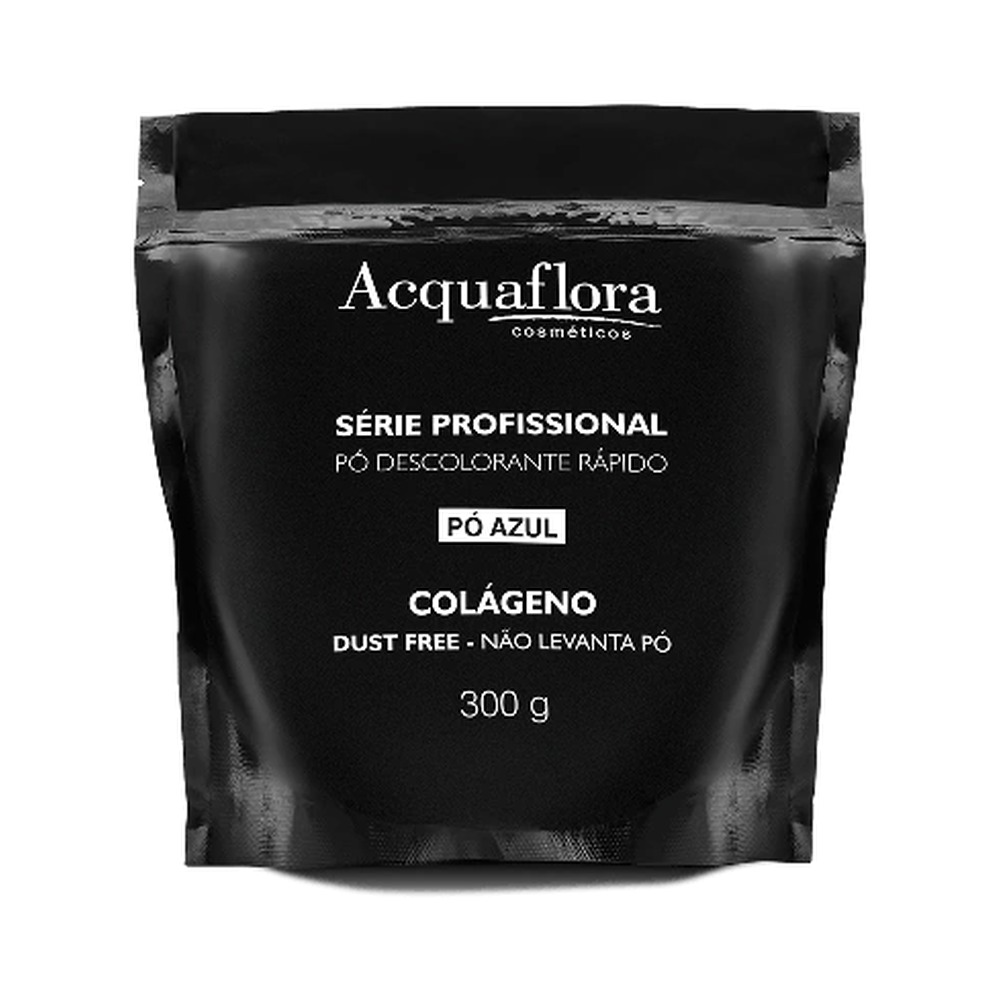 Acquaflora
cosméticos
SÉRIE PROFISSIONAL
PÓ DESCOLORANTE RÁPIDO
PÓ AZUL
COLÁGENO
DUST FREE - NÃO LEVANTA PÓ
300 g